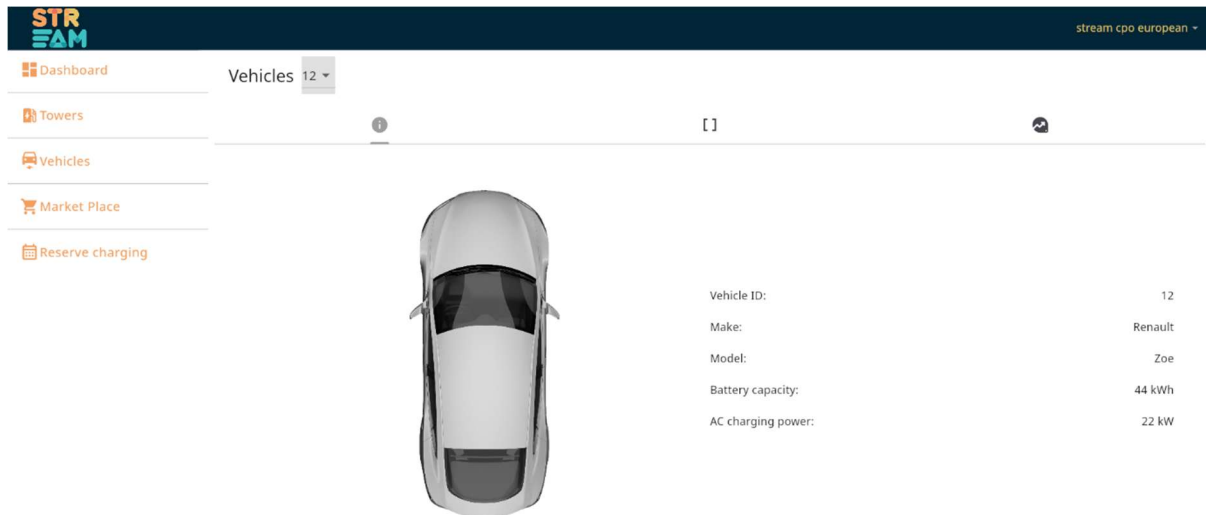 STR
EAM
stream cpo european
Dashboard
Towers
Vehicles
Market Place
Reserve charging
Vehicles 12
[ ]
Vehicle ID: 12
Make: Renault
Model: Zoe
Battery capacity: 44 kWh
AC charging power: 22 kW